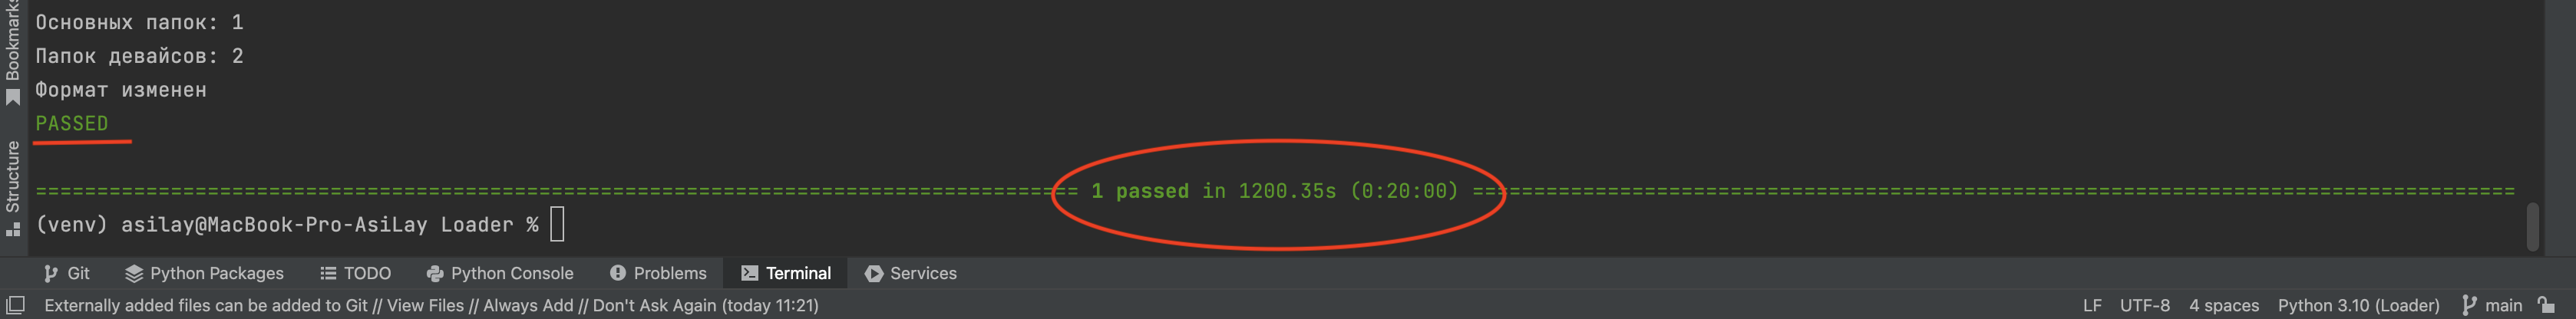 Bookmarks
Structure
Основных папок: 1
Папок девайсов: 2
Формат изменен
PASSED
================ 1 passed in 1200.35s (0:20:00) ================
(venv) asilay@MacBook-Pro-AsiLay Loader %
Git Python Packages TODO Python Console Problems Terminal Services
Externally added files can be added to Git // View Files // Always Add // Don't Ask Again (today 11:21) LF UTF-8 4 spaces Python 3.10 (Loader) main